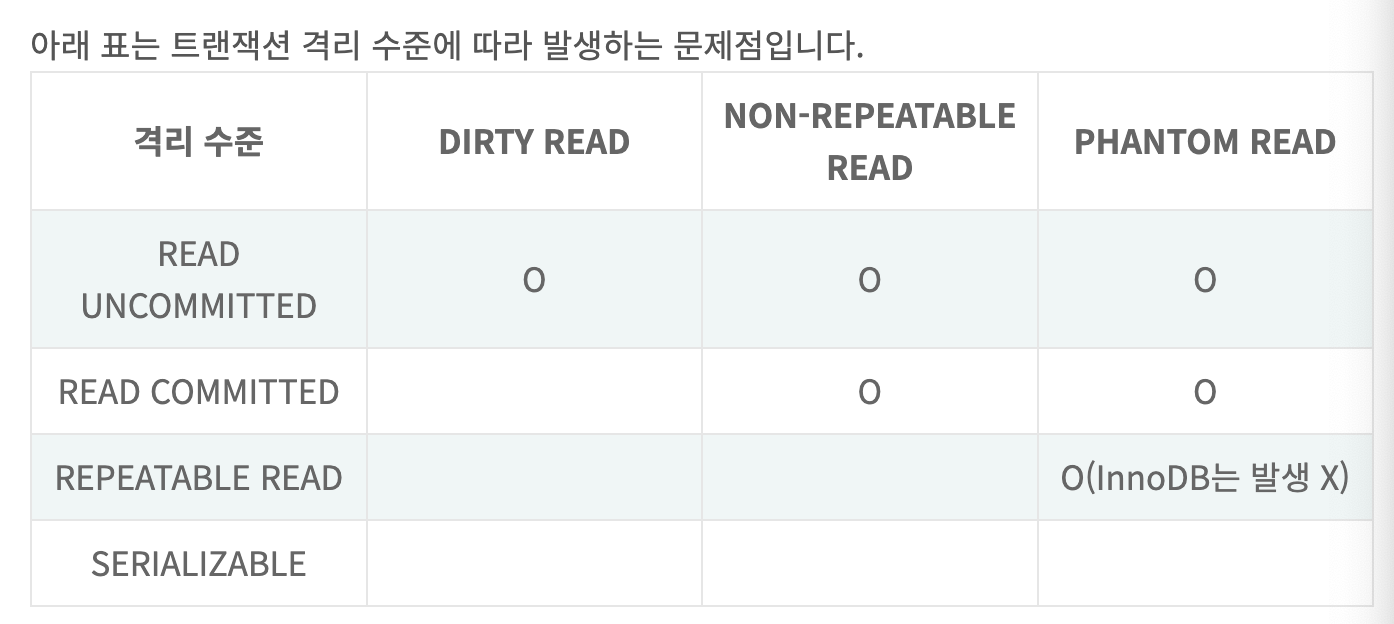 아래 표는 트랜잭션 격리 수준에 따라 발생하는 문제점입니다.
격리 수준 DIRTY READ NON-REPEATABLE READ PHANTOM READ
READ UNCOMMITTED O O O
READ COMMITTED O O
REPEATABLE READ O(InnoDB는 발생 X)
SERIALIZABLE